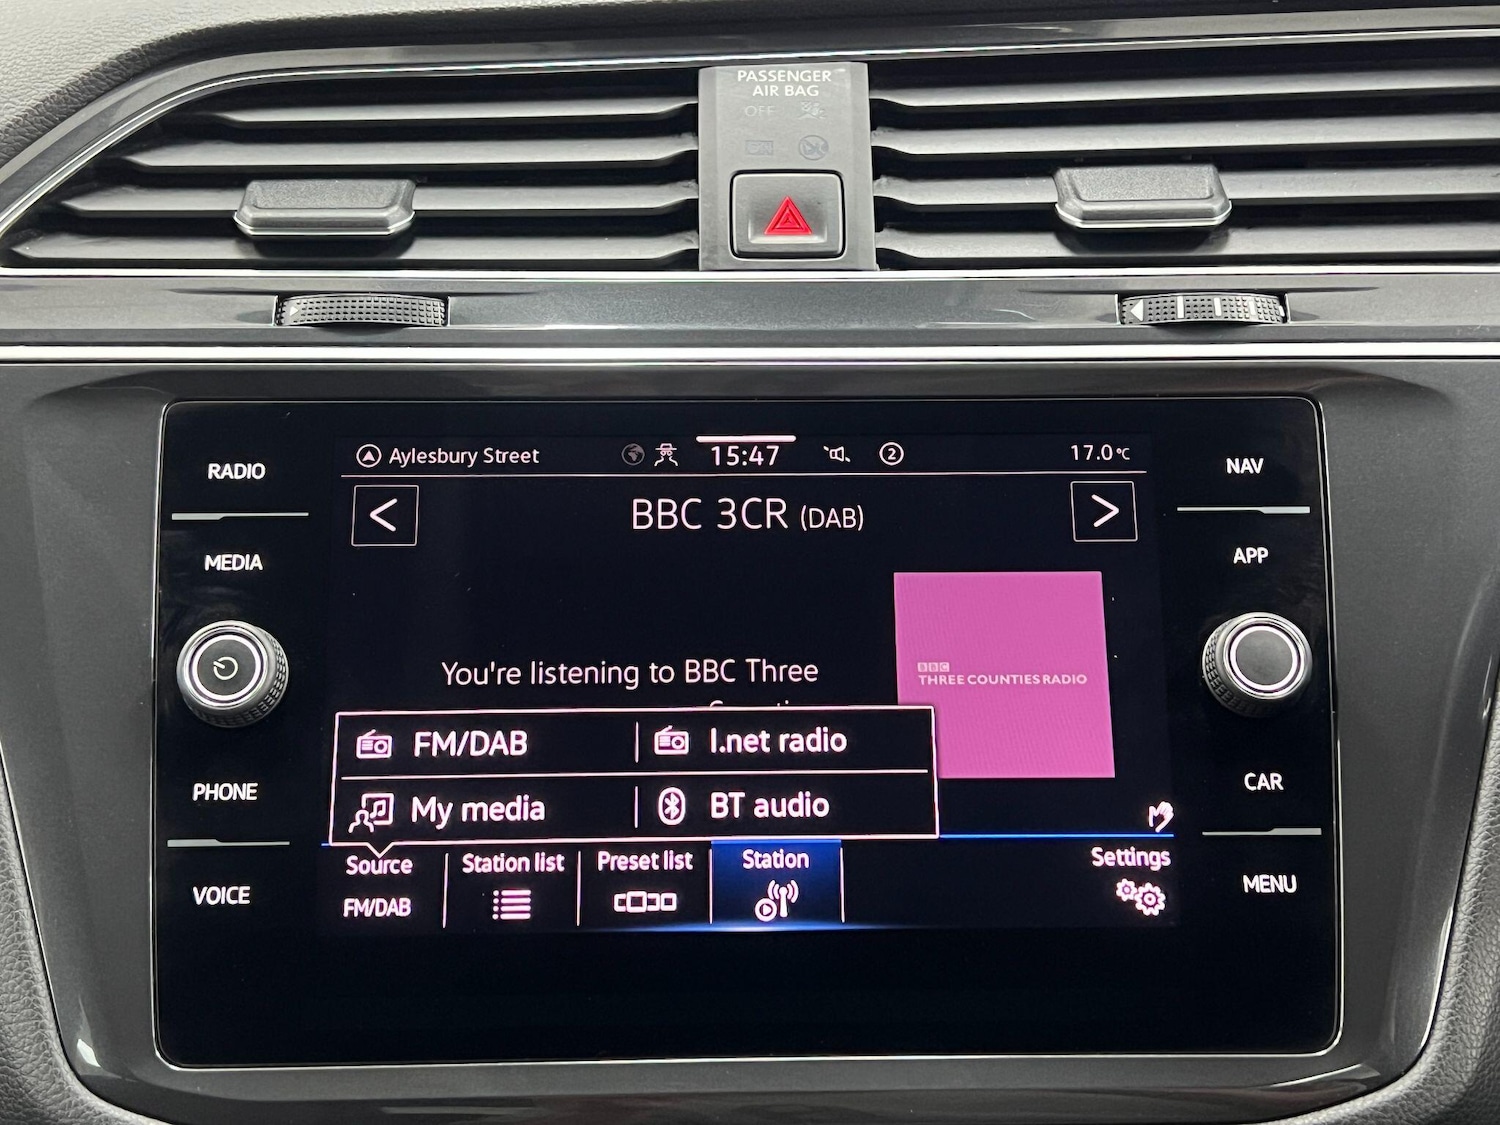 PASSENGER
AIR BAG
OFF
ON
Aylesbury Street
15:47
2
17.0°C
BBC 3CR (DAB)
RADIO
MEDIA
PHONE
VOICE
NAV
APP
CAR
MENU
You're listening to BBC Three
BBC
THREE COUNTIES RADIO
FM/DAB
I.net radio
My media
BT audio
Source
FM/DAB
Station list
Preset list
Station
Settings